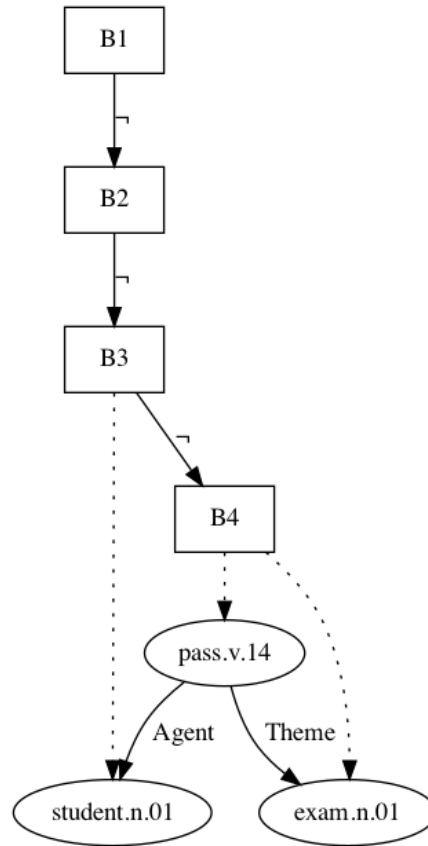 B1
¬
B2
¬
B3
¬
B4
pass.v.14
Agent Theme
student.n.01 exam.n.01